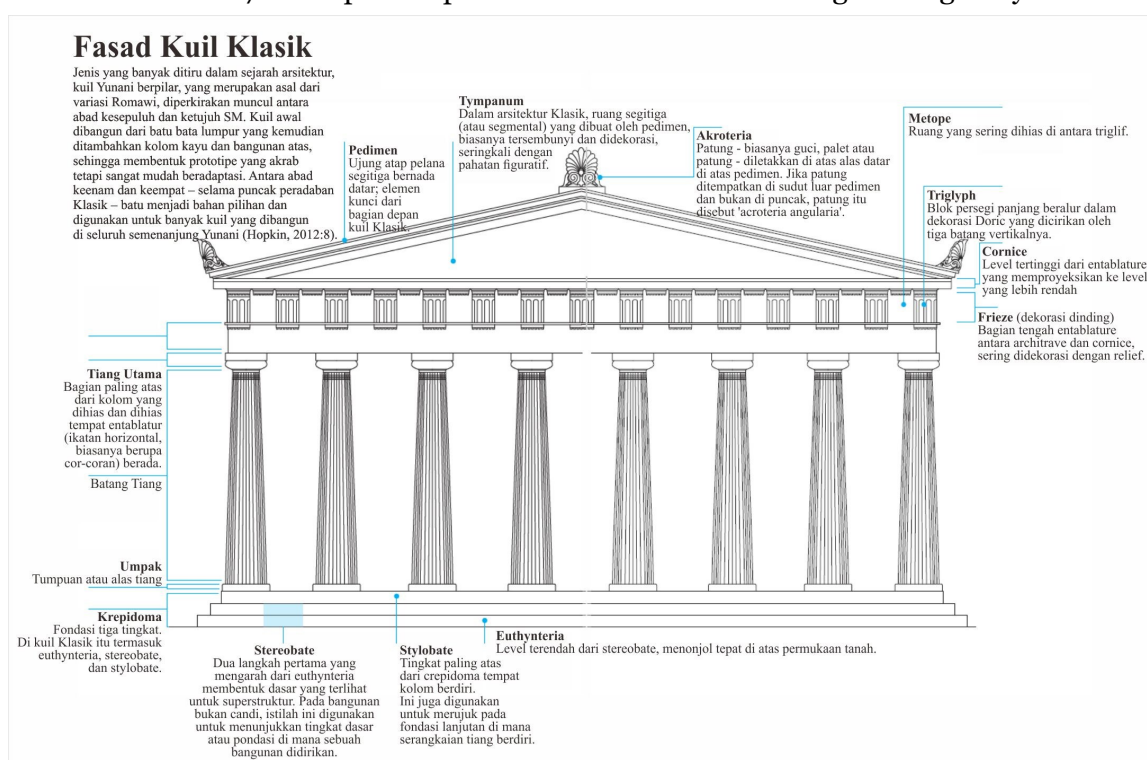 Fasad Kuil Klasik
Jenis yang banyak ditiru dalam sejarah arsitektur,
kuil Yunani berpilar, yang merupakan asal dari
variasi Romawi, diperkirakan muncul antara
abad kesepuluh dan ketujuh SM. Kuil awal
dibangun dari batu bata lumpur yang kemudian
ditambahkan kolom kayu dan bangunan atas,
sehingga membentuk prototipe yang akrab
tetapi sangat mudah beradaptasi. Antara abad
keenam dan keempat – selama puncak peradaban
Klasik – batu menjadi bahan pilihan dan
digunakan untuk banyak kuil yang dibangun
di seluruh semenanjung Yunani (Hopkin, 2012:8).
Pedimen
Ujung atap pelana
segitiga bernada
datar; elemen
kunci dari
bagian depan
kuil Klasik.
Tympanum
Dalam arsitektur Klasik, ruang segitiga
(atau segmental) yang dibuat oleh pedimen,
biasanya tersembunyi dan didekorasi,
seringkali dengan
pahatan figuratif.
Akroteria
Patung - biasanya guci, palet atau
patung - diletakkan di atas alas datar
di atas pedimen. Jika patung
ditempatkan di sudut luar pedimen
dan bukan di puncak, patung itu
disebut 'acroteria angularia'.
Metope
Ruang yang sering dihias di antara triglif.
Triglyph
Blok persegi panjang beralur dalam
dekorasi Doric yang dicirikan oleh
tiga batang vertikalnya.
Cornice
Level tertinggi dari entablature
yang memproyeksikan ke level
yang lebih rendah
Frieze (dekorasi dinding)
Bagian tengah entablature
antara architrave dan cornice,
sering didekorasi dengan relief.
Tiang Utama
Bagian paling atas
dari kolom yang
dihias dan dihias
tempat entablatur
(ikatan horizontal,
biasanya berupa
cor-coran) berada.
Batang Tiang
Umpak
Tumpuan atau alas tiang
Krepidoma
Fondasi tiga tingkat.
Di kuil Klasik itu termasuk
euthynteria, stereobate,
dan stylobate.
Stereobate
Dua langkah pertama yang
mengarah dari euthynteria
membentuk dasar yang terlihat
untuk superstruktur. Pada bangunan
bukan candi, istilah ini digunakan
untuk menunjukkan tingkat dasar
atau pondasi di mana sebuah
bangunan didirikan.
Stylobate
Tingkat paling atas
dari crepidoma tempat
kolom berdiri.
Ini juga digunakan
untuk merujuk pada
fondasi lanjutan di mana
serangkaian tiang berdiri.
Euthynteria
Level terendah dari stereobate, menonjol tepat di atas permukaan tanah.